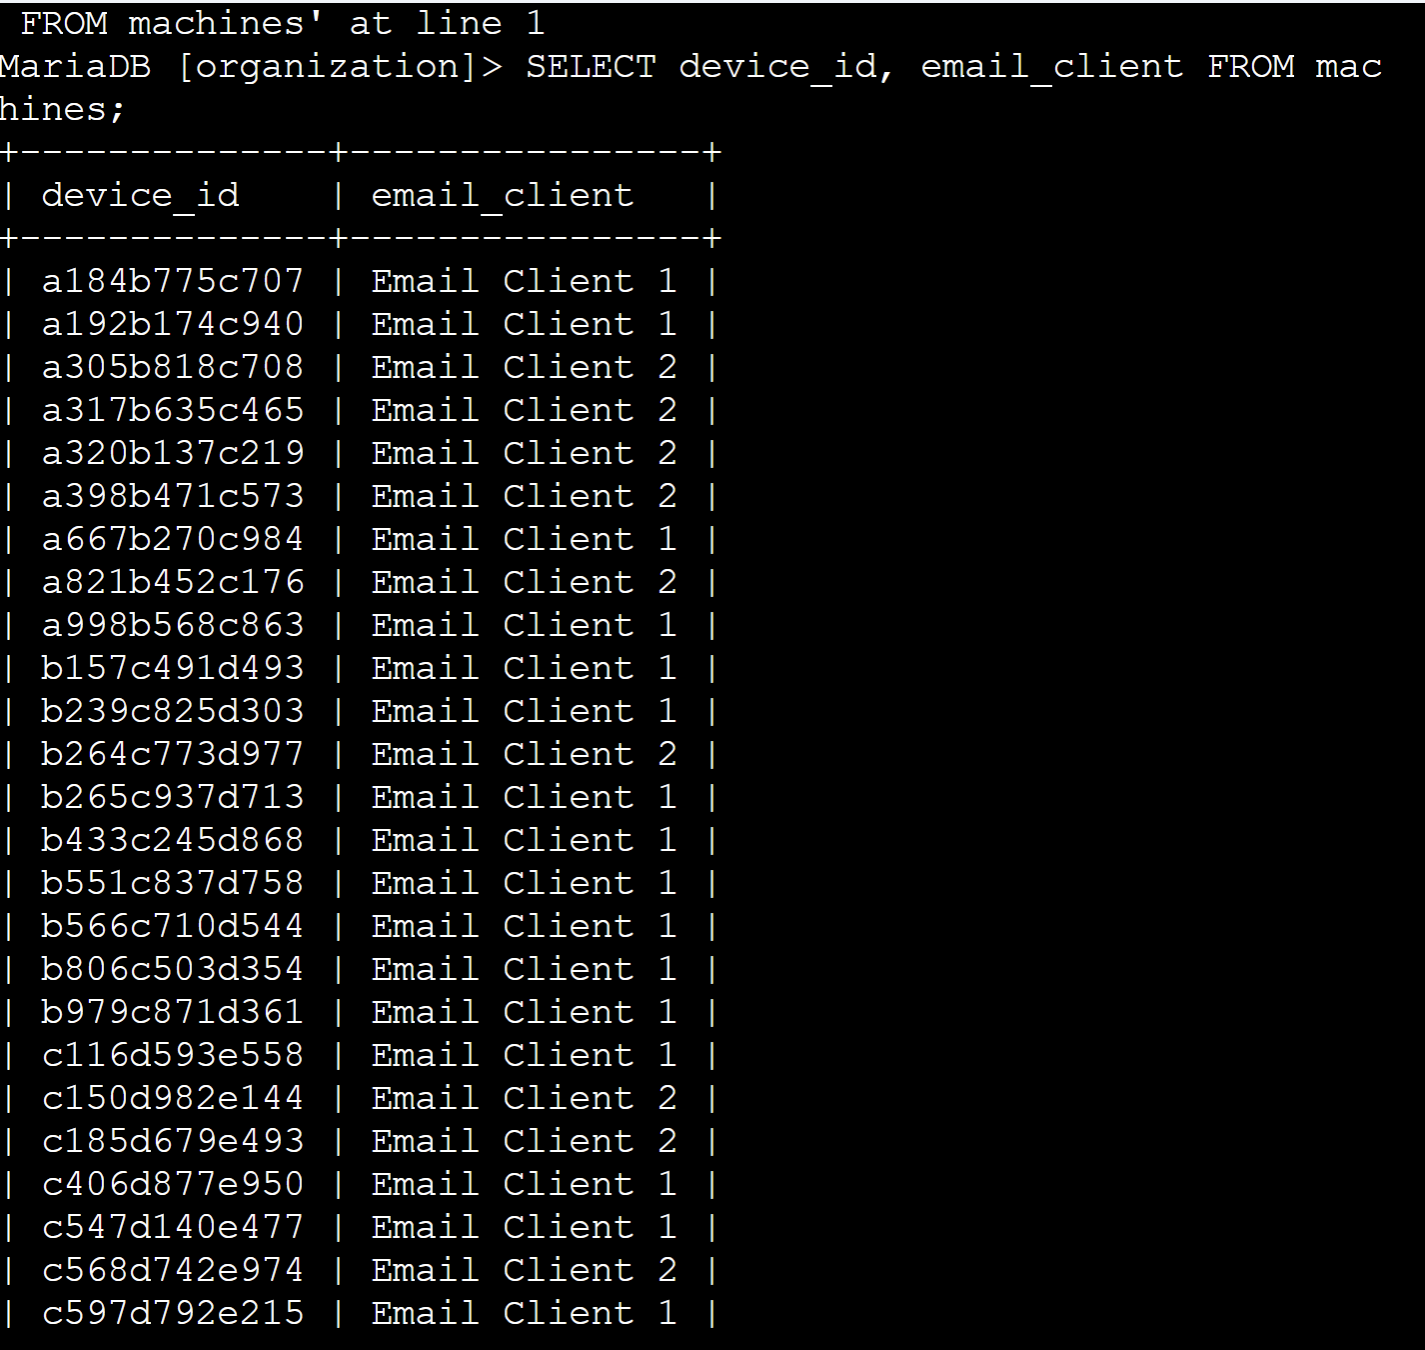 FROM machines' at line 1
MariaDB [organization]> SELECT device_id, email_client FROM mac
hines;
+--------------+----------------+
| device_id    | email_client   |
+--------------+----------------+
| a184b775c707 | Email Client 1 |
| a192b174c940 | Email Client 1 |
| a305b818c708 | Email Client 2 |
| a317b635c465 | Email Client 2 |
| a320b137c219 | Email Client 2 |
| a398b471c573 | Email Client 2 |
| a667b270c984 | Email Client 1 |
| a821b452c176 | Email Client 2 |
| a998b568c863 | Email Client 1 |
| b157c491d493 | Email Client 1 |
| b239c825d303 | Email Client 1 |
| b264c773d977 | Email Client 2 |
| b265c937d713 | Email Client 1 |
| b433c245d868 | Email Client 1 |
| b551c837d758 | Email Client 1 |
| b566c710d544 | Email Client 1 |
| b806c503d354 | Email Client 1 |
| b979c871d361 | Email Client 1 |
| c116d593e558 | Email Client 1 |
| c150d982e144 | Email Client 2 |
| c185d679e493 | Email Client 2 |
| c406d877e950 | Email Client 1 |
| c547d140e477 | Email Client 1 |
| c568d742e974 | Email Client 2 |
| c597d792e215 | Email Client 1 |